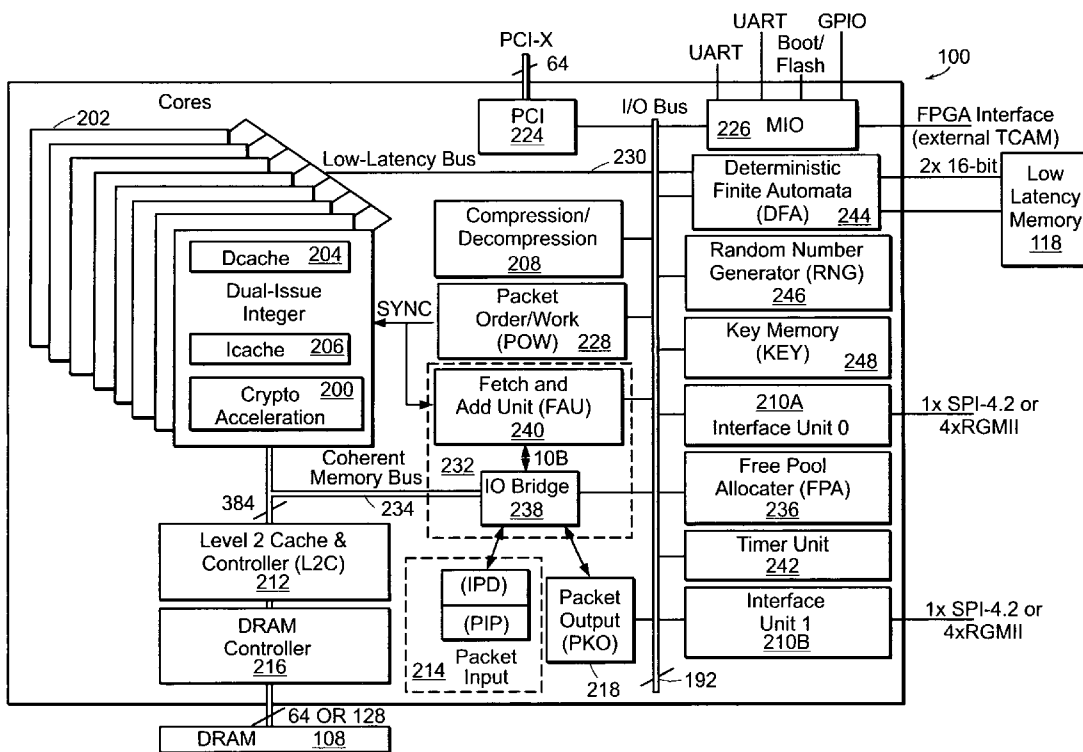 UART
GPIO
PCI-X
UART
Boot/
Flash
64
100
Cores
202
I/O Bus
PCI
224
226
MIO
FPGA Interface
(external TCAM)
Low-Latency Bus
230
2x 16-bit
Deterministic
Finite Automata
(DFA)
244
Low
Latency
Memory
118
Compression/
Decompression
208
Dcache
204
Random Number
Generator (RNG)
246
Dual-Issue
Integer
SYNC
Packet
Order/Work
(POW)
228
Icache
206
Key Memory
(KEY)
248
200
Crypto
Acceleration
Fetch and
Add Unit (FAU)
240
210A
Interface Unit 0
1x SPI-4.2 or
4xRGMII
10B
Coherent
Memory Bus
232
234
IO Bridge
238
Free Pool
Allocater (FPA)
236
384
Level 2 Cache &
Controller (L2C)
212
Timer Unit
242
(IPD)
(PIP)
Packet
Input
214
Packet
Output
(PKO)
218
Interface
Unit 1
210B
1x SPI-4.2 or
4xRGMII
DRAM
Controller
216
192
64 OR 128
DRAM
108